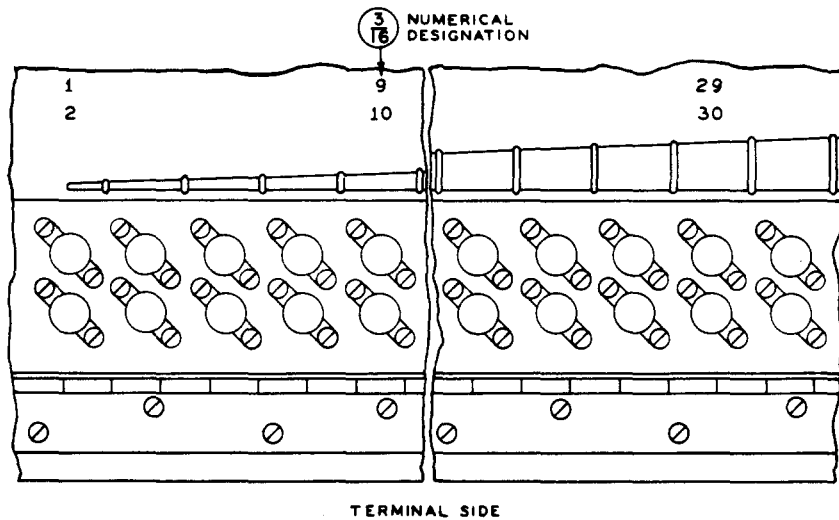 3/16 NUMERICAL
DESIGNATION
1 9 29
2 10 30
TERMINAL SIDE